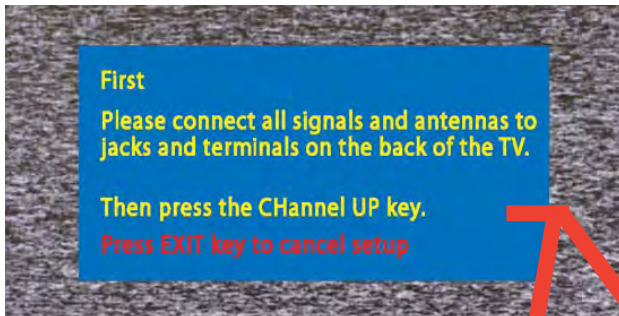 First
Please connect all signals and antennas to
jacks and terminals on the back of the TV.
Then press the CHannel UP key.
Press EXIT key to cancel setup